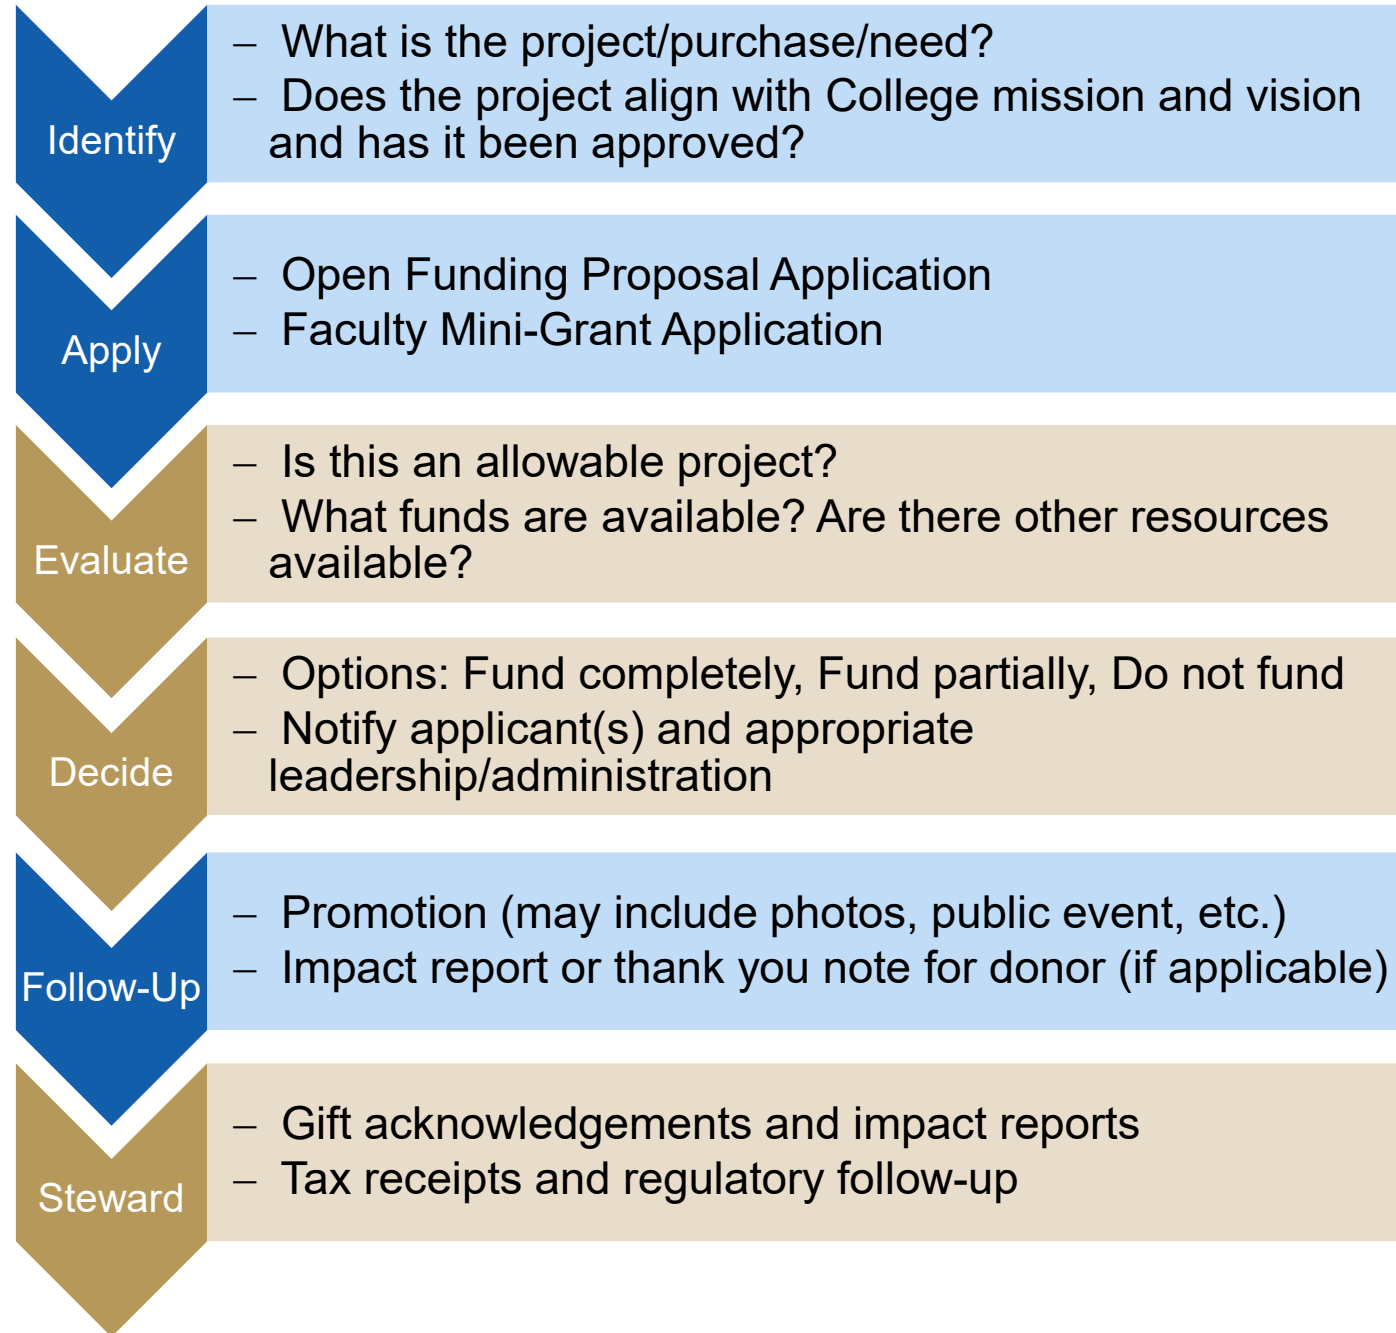 Identify
– What is the project/purchase/need?
– Does the project align with College mission and vision
and has it been approved?
Apply
– Open Funding Proposal Application
– Faculty Mini-Grant Application
Evaluate
– Is this an allowable project?
– What funds are available? Are there other resources
available?
Decide
– Options: Fund completely, Fund partially, Do not fund
– Notify applicant(s) and appropriate
leadership/administration
Follow-Up
– Promotion (may include photos, public event, etc.)
– Impact report or thank you note for donor (if applicable)
Steward
– Gift acknowledgements and impact reports
– Tax receipts and regulatory follow-up